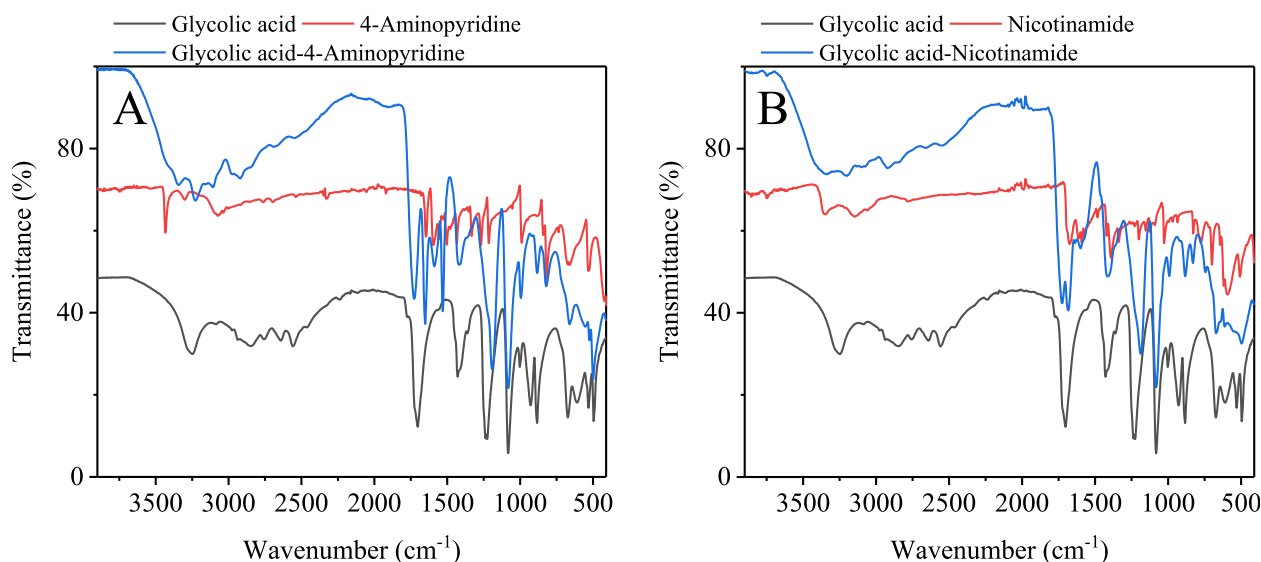 Glycolic acid 4-Aminopyridine
Glycolic acid-4-Aminopyridine
A
80
40
0
Transmittance (%)
3500 3000 2500 2000 1500 1000 500
Wavenumber (cm⁻¹)
Glycolic acid Nicotinamide
Glycolic acid-Nicotinamide
B
80
40
0
Transmittance (%)
3500 3000 2500 2000 1500 1000 500
Wavenumber (cm⁻¹)